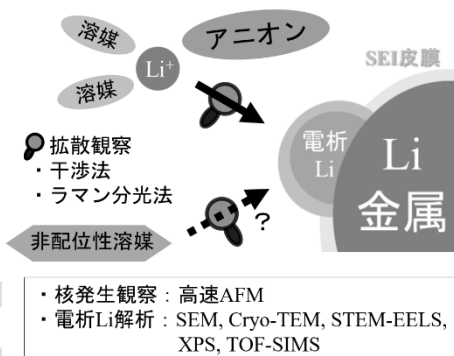 溶媒
アニオン
Li⁺
溶媒
SEI皮膜
電析
Li
Li
金属
拡散観察
・干渉法
・ラマン分光法
?
非配位性溶媒
・核発生観察：高速AFM
・電析Li解析：SEM, Cryo-TEM, STEM-EELS,
XPS, TOF-SIMS